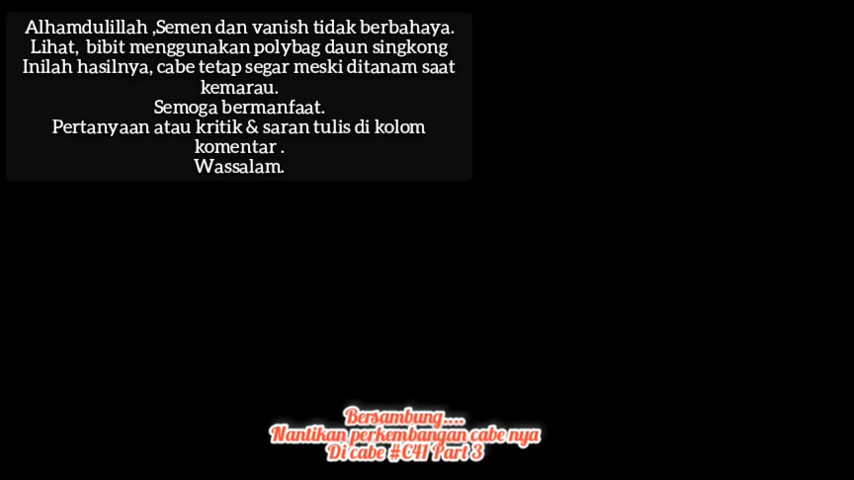 Alhamdulillah ,Semen dan vanish tidak berbahaya.
Lihat, bibit menggunakan polybag daun singkong
Inilah hasilnya, cabe tetap segar meski ditanam saat
kemarau.
Semoga bermanfaat.
Pertanyaan atau kritik & saran tulis di kolom
komentar .
Wassalam.
Bersambung....
Nantikan perkembangan cabe nya
Di cabe #C41 Part 3